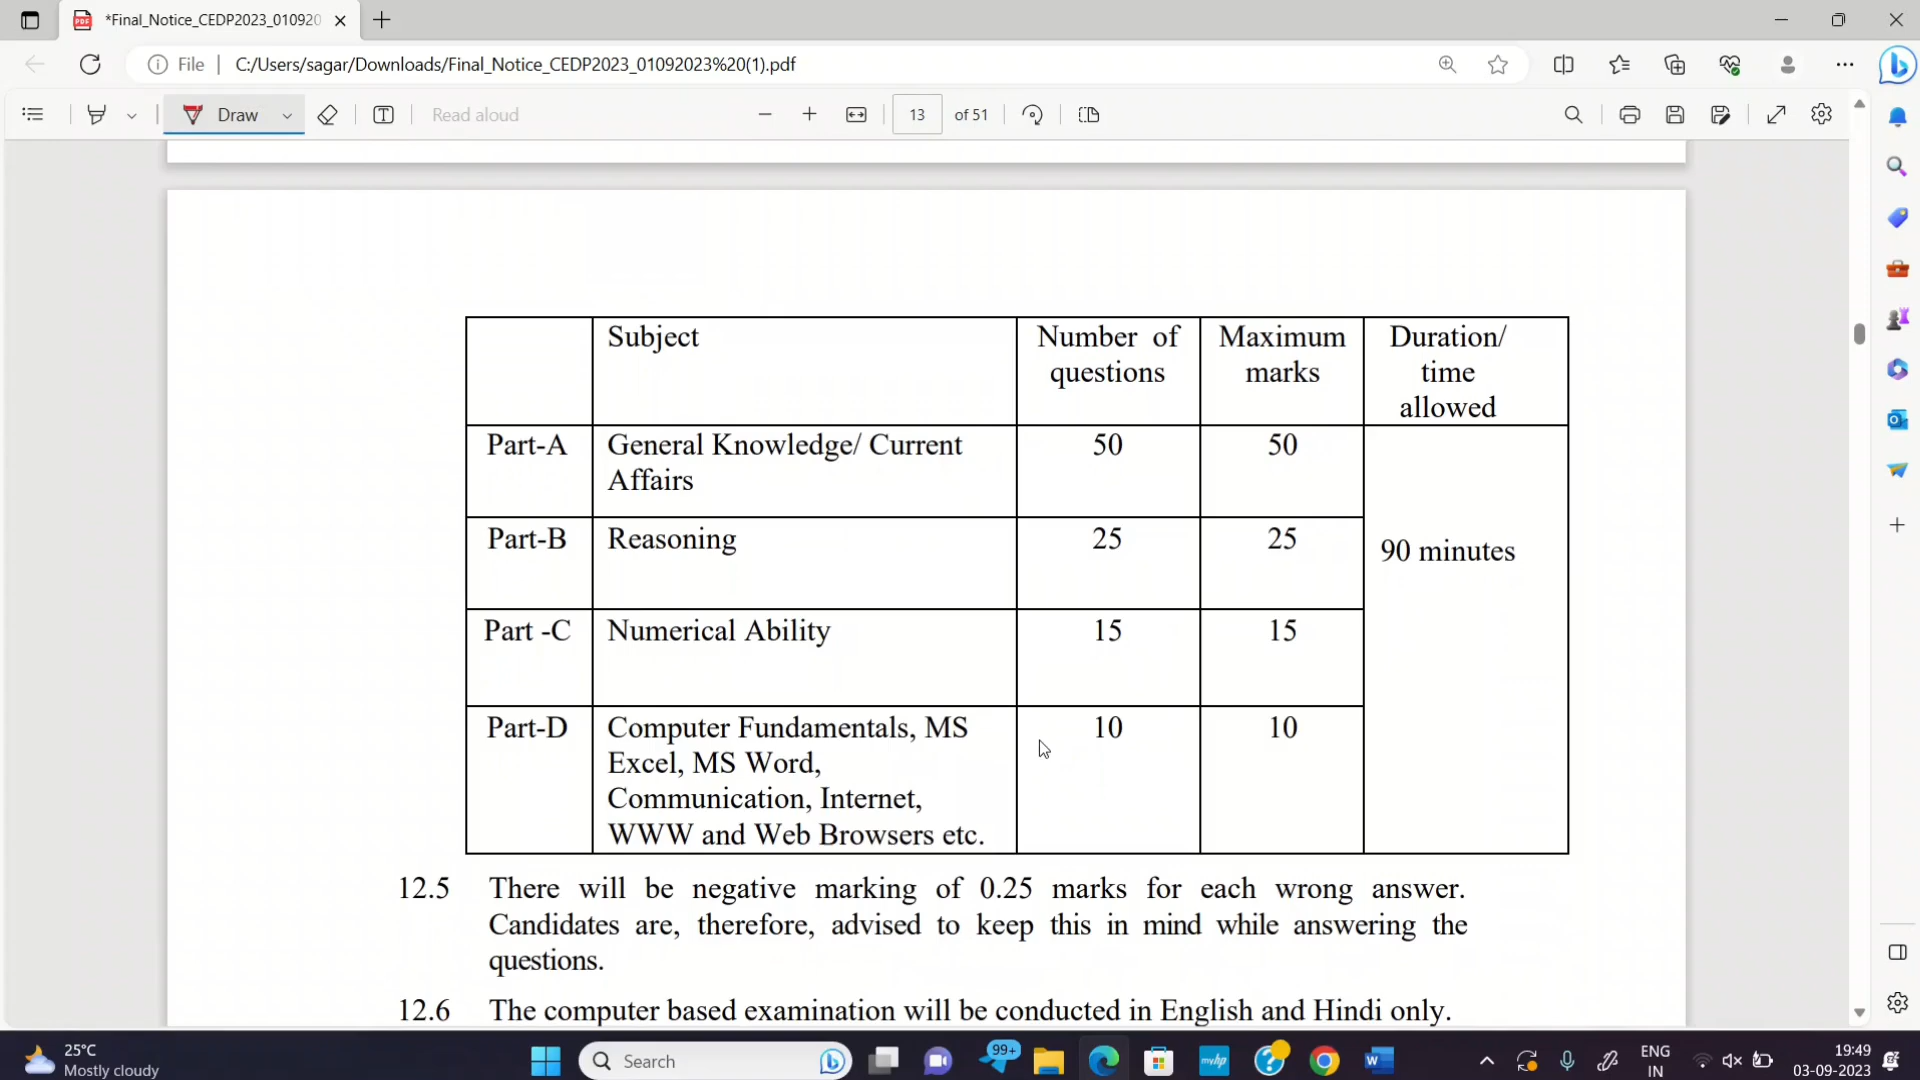 *Final_Notice_CEDP2023_010920
File
C:/Users/sagar/Downloads/Final_Notice_CEDP2023_01092023%20(1).pdf
Draw
Read aloud
13 of 51
Subject
Number of questions
Maximum marks
Duration/
time
allowed
Part-A
General Knowledge/ Current
Affairs
50
50
90 minutes
Part-B
Reasoning
25
25
Part -C
Numerical Ability
15
15
Part-D
Computer Fundamentals, MS
Excel, MS Word,
Communication, Internet,
WWW and Web Browsers etc.
10
10
12.5 There will be negative marking of 0.25 marks for each wrong answer.
Candidates are, therefore, advised to keep this in mind while answering the
questions.
12.6 The computer based examination will be conducted in English and Hindi only.
25°C
Mostly cloudy
Search
99+
myhp
ENG
IN
19:49
03-09-2023